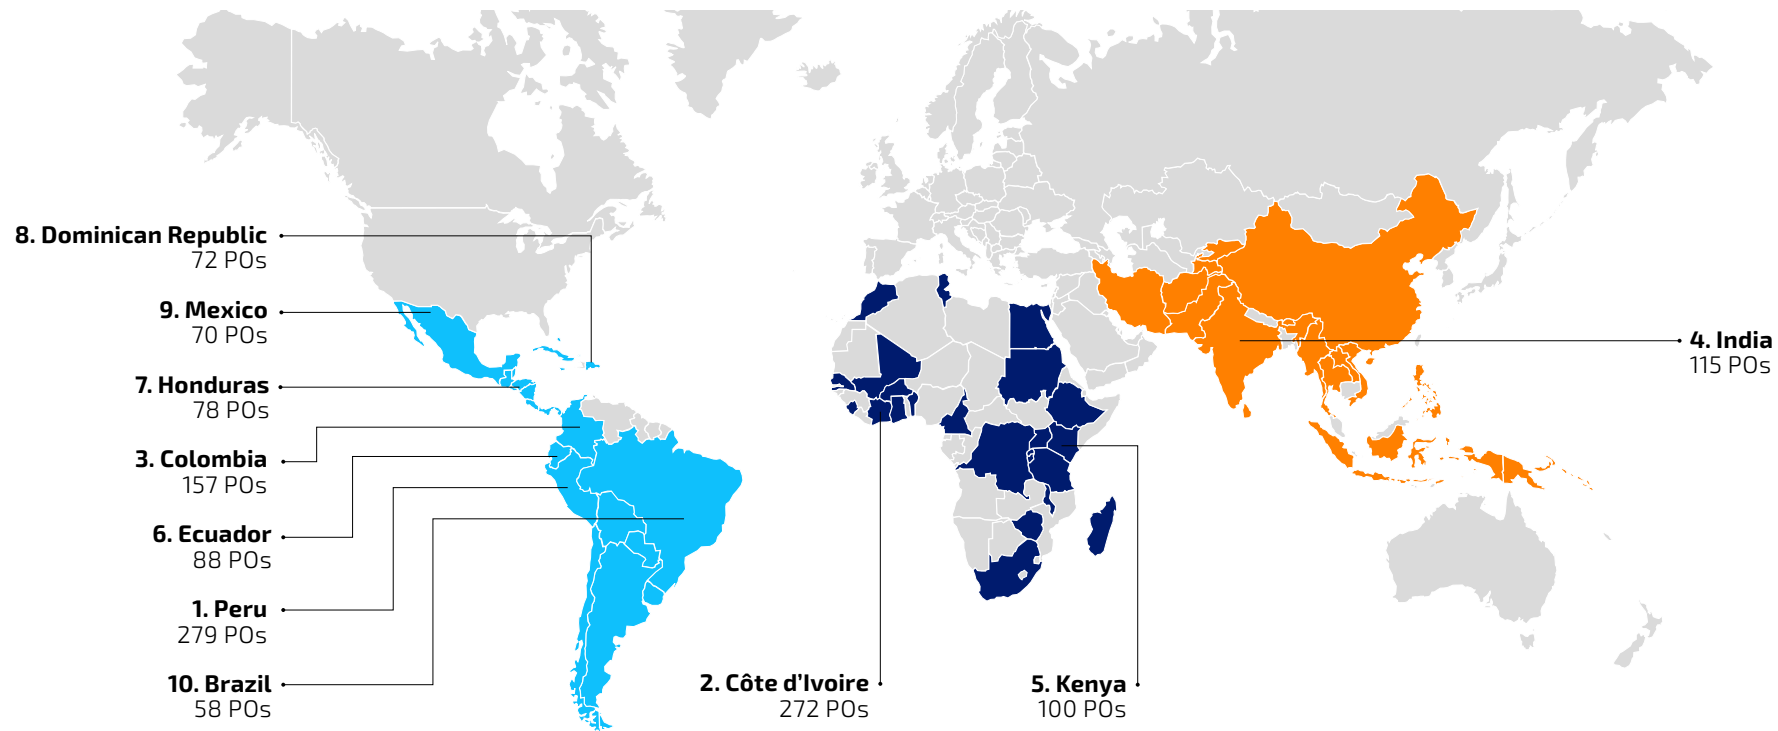 8. Dominican Republic
72 POs
9. Mexico
70 POs
7. Honduras
78 POs
3. Colombia
157 POs
6. Ecuador
88 POs
1. Peru
279 POs
10. Brazil
58 POs
2. Côte d’Ivoire
272 POs
5. Kenya
100 POs
4. India
115 POs